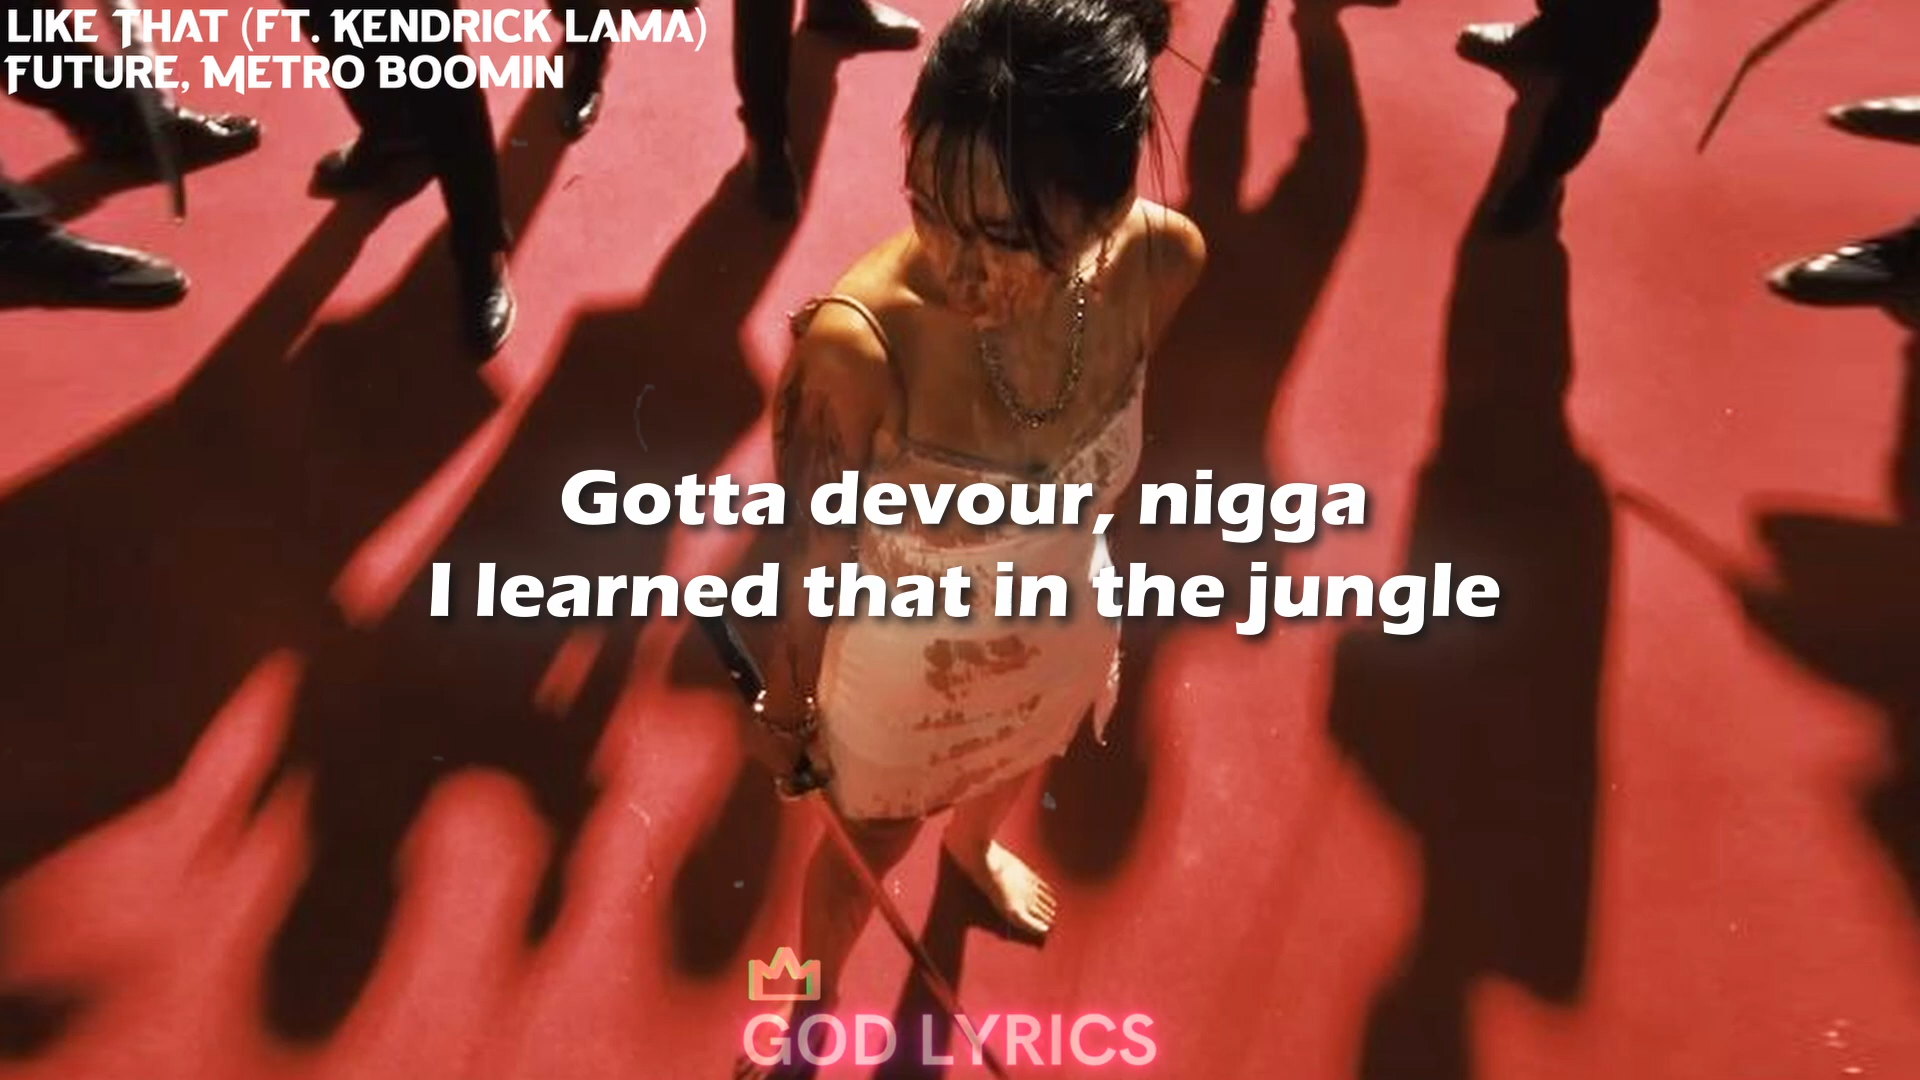 LIKE THAT (FT. KENDRICK LAMA)
FUTURE, METRO BOOMIN
Gotta devour, nigga
I learned that in the jungle
GOD LYRICS